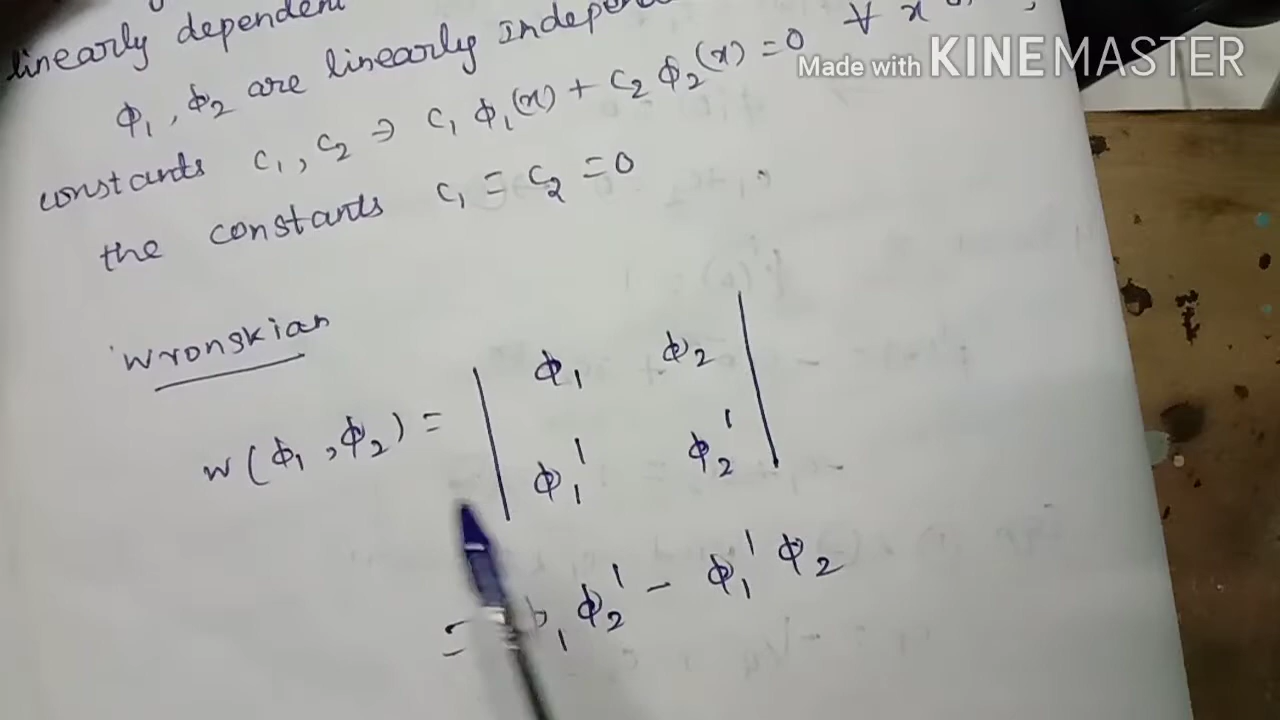 linearly dependent
Made with KINEMASTER
φ₁, φ₂ are linearly
constants c₁, c₂ ∋ c₁ φ₁(x) + c₂ φ₂(x) = 0 ∀ x
the constants c₁ = c₂ = 0
Wronskian
W(φ₁, φ₂) = | φ₁ φ₂ |
| φ₁' φ₂' |
= φ₁ φ₂' - φ₁' φ₂